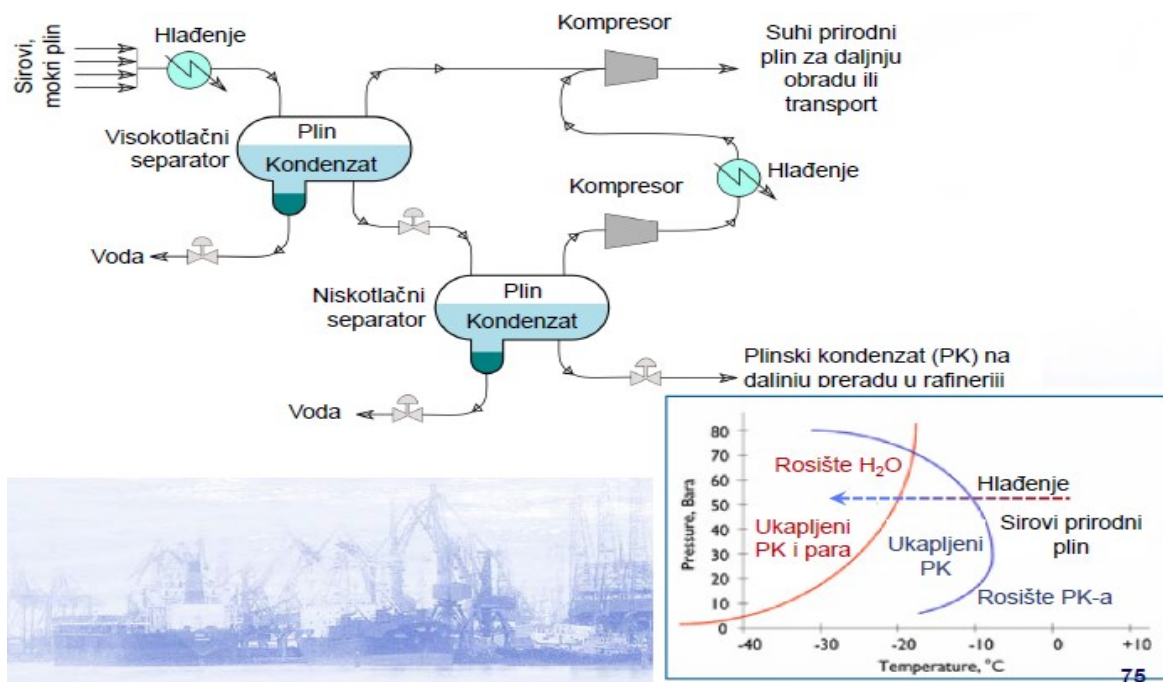 Sirovi,
mokri plin
Hlađenje
Kompresor
Suhi prirodni
plin za daljnju
obradu ili
transport
Visokotlačni
separator
Plin
Kondenzat
Voda
Kompresor
Hlađenje
Niskotlačni
separator
Plin
Kondenzat
Voda
Plinski kondenzat (PK) na
daljnju preradu u rafineriji
Pressure, Bara
80
70
60
50
40
30
20
10
0
Rosište H₂O
Hlađenje
Ukapljeni
PK i para
Ukapljeni
PK
Sirovi prirodni
plin
Rosište PK-a
-40
-30
-20
-10
0
+10
Temperature, °C
75